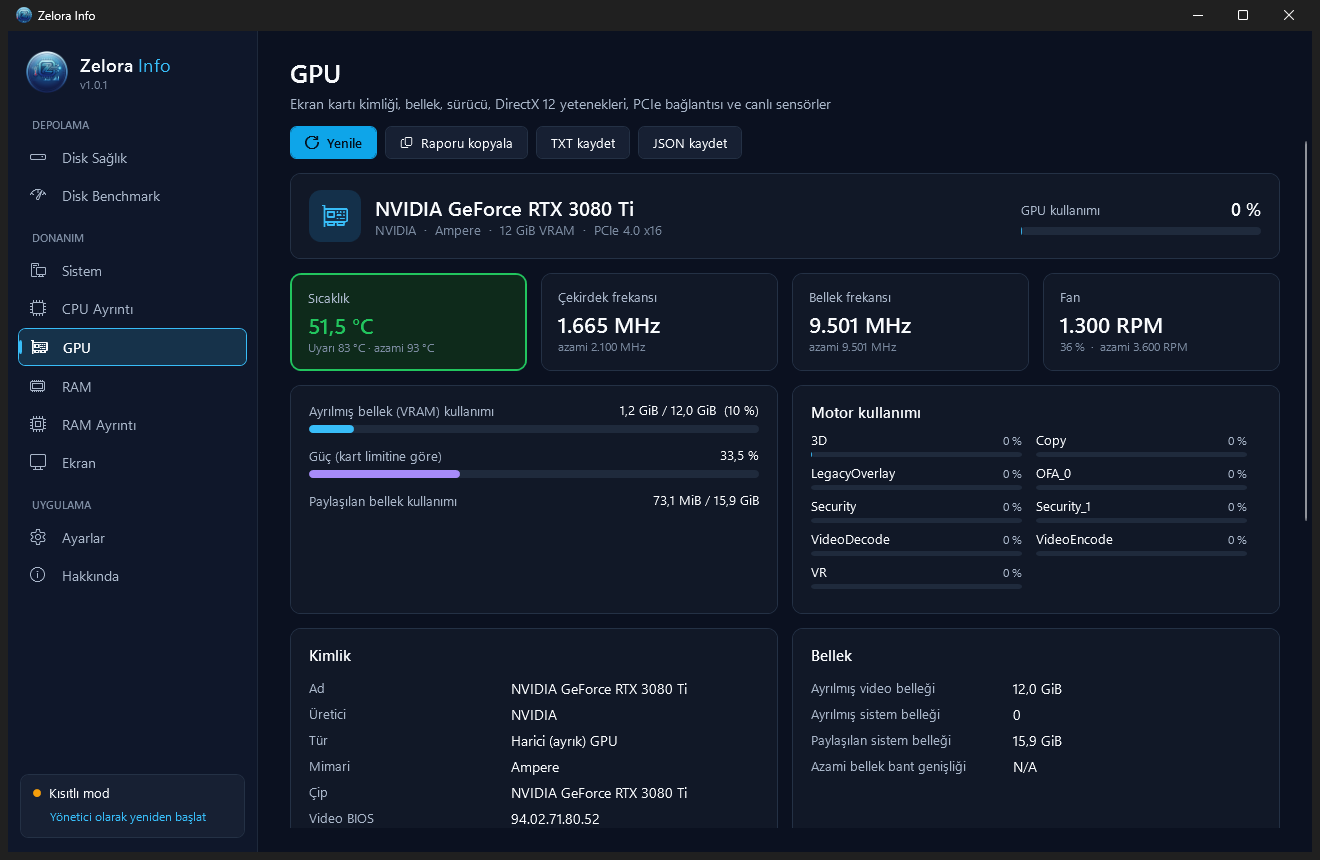 Zelora Info
Zelora Info
v1.0.1
DEPOLAMA
Disk Sağlık
Disk Benchmark
DONANIM
Sistem
CPU Ayrıntı
GPU
RAM
RAM Ayrıntı
Ekran
UYGULAMA
Ayarlar
Hakkında
Kısıtlı mod
Yönetici olarak yeniden başlat
GPU
Ekran kartı kimliği, bellek, sürücü, DirectX 12 yetenekleri, PCIe bağlantısı ve canlı sensörler
Yenile
Raporu kopyala
TXT kaydet
JSON kaydet
NVIDIA GeForce RTX 3080 Ti
NVIDIA · Ampere · 12 GiB VRAM · PCIe 4.0 x16
GPU kullanımı 0 %
Sıcaklık
51,5 °C
Uyarı 83 °C · azami 93 °C
Çekirdek frekansı
1.665 MHz
azami 2.100 MHz
Bellek frekansı
9.501 MHz
azami 9.501 MHz
Fan
1.300 RPM
36 % · azami 3.600 RPM
Ayrılmış bellek (VRAM) kullanımı 1,2 GiB / 12,0 GiB (10 %)
Güç (kart limitine göre) 33,5 %
Paylaşılan bellek kullanımı 73,1 MiB / 15,9 GiB
Motor kullanımı
3D 0 % Copy 0 %
LegacyOverlay 0 % OFA_0 0 %
Security 0 % Security_1 0 %
VideoDecode 0 % VideoEncode 0 %
VR 0 %
Kimlik
Ad NVIDIA GeForce RTX 3080 Ti
Üretici NVIDIA
Tür Harici (ayrık) GPU
Mimari Ampere
Çip NVIDIA GeForce RTX 3080 Ti
Video BIOS 94.02.71.80.52
Bellek
Ayrılmış video belleği 12,0 GiB
Ayrılmış sistem belleği 0
Paylaşılan sistem belleği 15,9 GiB
Azami bellek bant genişliği N/A